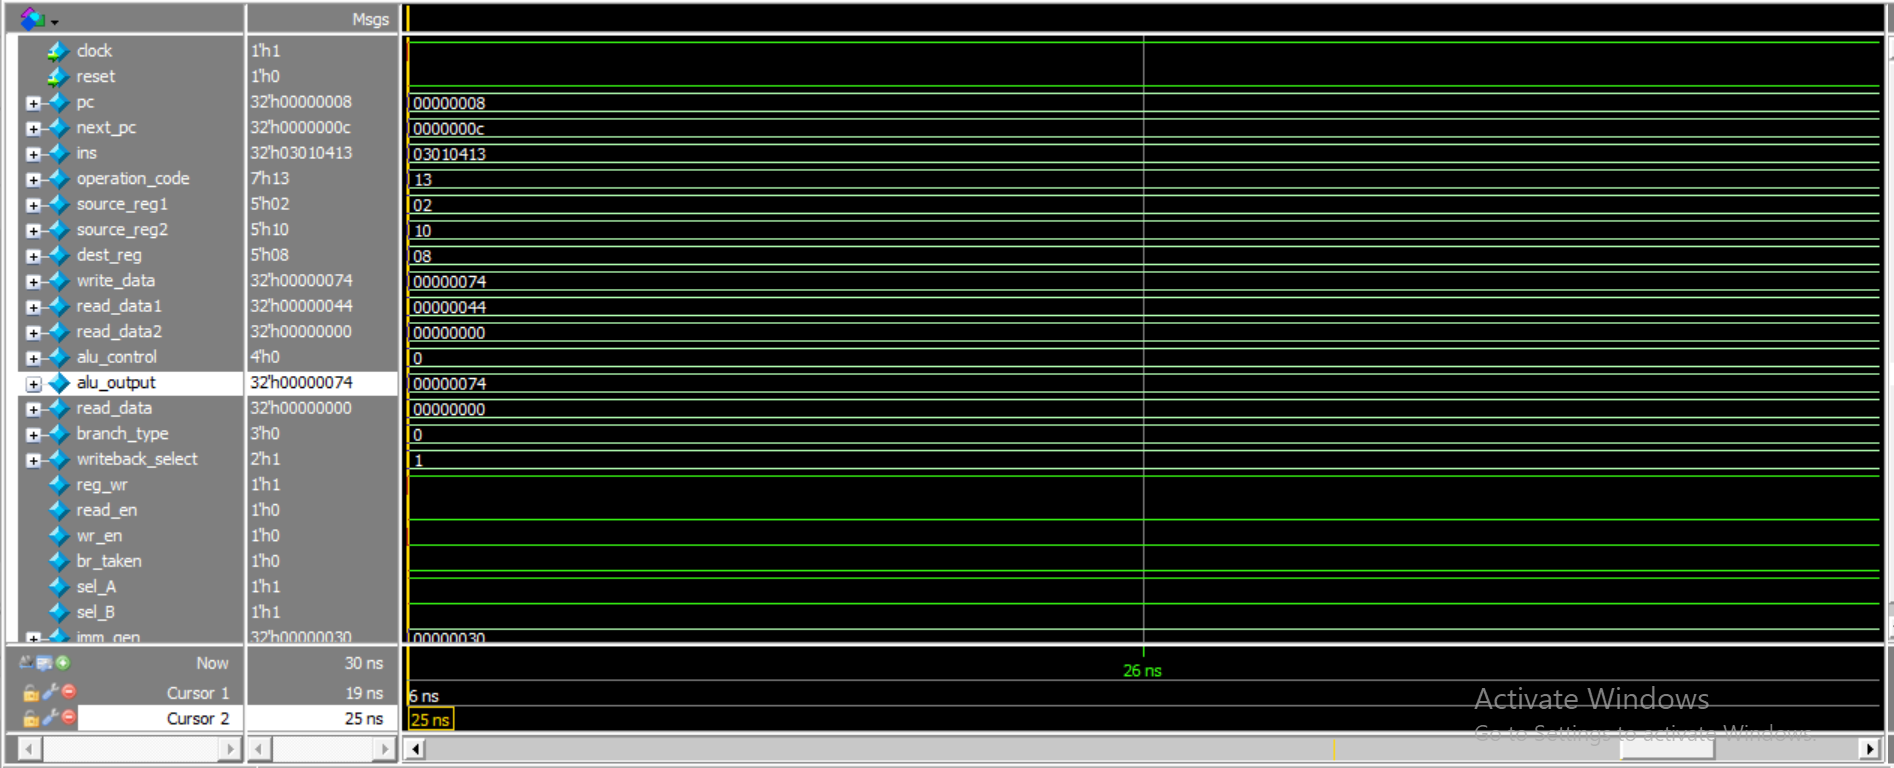 Msgs
clock 1'h1
reset 1'h0
pc 32'h00000008 00000008
next_pc 32'h0000000c 0000000c
ins 32'h03010413 03010413
operation_code 7'h13 13
source_reg1 5'h02 02
source_reg2 5'h10 10
dest_reg 5'h08 08
write_data 32'h00000074 00000074
read_data1 32'h00000044 00000044
read_data2 32'h00000000 00000000
alu_control 4'h0 0
alu_output 32'h00000074 00000074
read_data 32'h00000000 00000000
branch_type 3'h0 0
writeback_select 2'h1 1
reg_wr 1'h1
read_en 1'h0
wr_en 1'h0
br_taken 1'h0
sel_A 1'h1
sel_B 1'h1
imm_gen 32'h00000030 00000030
Now 30 ns 26 ns
Cursor 1 19 ns 6 ns
Cursor 2 25 ns 25 ns
Activate Windows
Go to Settings to activate Windows.